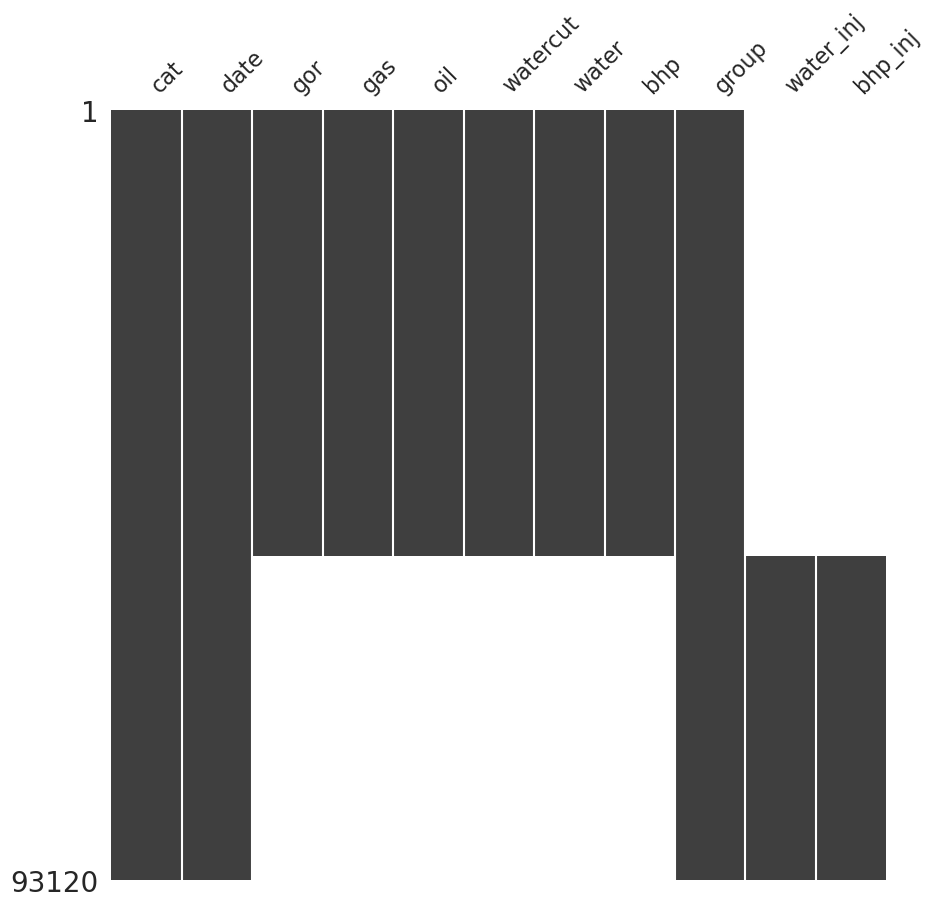 cat
date
gor
gas
oil
watercut
water
bhp
group
water_inj
bhp_inj
1
93120